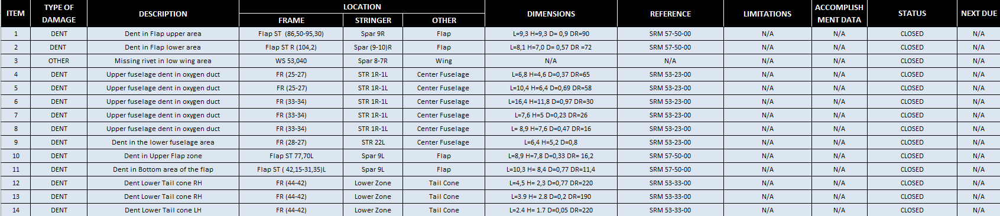 ITEM TYPE OF DAMAGE DESCRIPTION LOCATION DIMENSIONS REFERENCE LIMITATIONS ACCOMPLISH MENT DATA STATUS NEXT DUE
FRAME STRINGER OTHER
1 DENT Dent in Flap upper area Flap ST (86,50-95,30) Spar 9R Flap L=9,3 H=9,3 D= 0,9 DR=90 SRM 57-50-00 N/A N/A CLOSED N/A
2 DENT Dent in Flap lower area Flap ST R (104,2) Spar (9-10)R Flap L=8,1 H=7,0 D= 0,57 DR =72 SRM 57-50-00 N/A N/A CLOSED N/A
3 OTHER Missing rivet in low wing area WS 53,040 Spar 8-7R Wing N/A N/A N/A N/A CLOSED N/A
4 DENT Upper fuselage dent in oxygen duct FR (25-27) STR 1R-1L Center Fuselage L=6,8 H=4,6 D=0,37 DR=65 SRM 53-23-00 N/A N/A CLOSED N/A
5 DENT Upper fuselage dent in oxygen duct FR (25-27) STR 1R-1L Center Fuselage L=10,4 H=6,4 D=0,69 DR=58 SRM 53-23-00 N/A N/A CLOSED N/A
6 DENT Upper fuselage dent in oxygen duct FR (33-34) STR 1R-1L Center Fuselage L=16,4 H=11,8 D=0,97 DR=30 SRM 53-23-00 N/A N/A CLOSED N/A
7 DENT Upper fuselage dent in oxygen duct FR (33-34) STR 1R-1L Center Fuselage L=7,6 H=5 D=0,23 DR=26 SRM 53-23-00 N/A N/A CLOSED N/A
8 DENT Upper fuselage dent in oxygen duct FR (33-34) STR 1R-1L Center Fuselage L= 8,9 H=7,6 D=0,47 DR=16 SRM 53-23-00 N/A N/A CLOSED N/A
9 DENT Dent in the lower fuselage area FR (28-27) STR 22L Center Fuselage L=6,4 H=5,2 D=0,8 SRM 53-23-00 N/A N/A CLOSED N/A
10 DENT Dent in Upper Flap zone Flap ST 77,70L Spar 9L Flap L=8,9 H=7,8 D=0,33 DR= 16,2 SRM 57-50-00 N/A N/A CLOSED N/A
11 DENT Dent in Bottom area of the flap Flap ST ( 42,15-31,35)L Spar 9L Flap L=10,3 H= 8,4 D=0,77 DR=11,4 SRM 57-50-00 N/A N/A CLOSED N/A
12 DENT Dent Lower Tail cone RH FR (44-42) Lower Zone Tail Cone L=4,5 H= 2,3 D=0,77 DR=220 SRM 53-33-00 N/A N/A CLOSED N/A
13 DENT Dent Lower Tail cone RH FR (44-42) Lower Zone Tail Cone L=3.9 H= 2.8 D=0,2 DR=190 SRM 53-33-00 N/A N/A CLOSED N/A
14 DENT Dent Lower Tail cone LH FR (44-42) Lower Zone Tail Cone L=2.4 H= 1.7 D=0,05 DR=220 SRM 53-33-00 N/A N/A CLOSED N/A